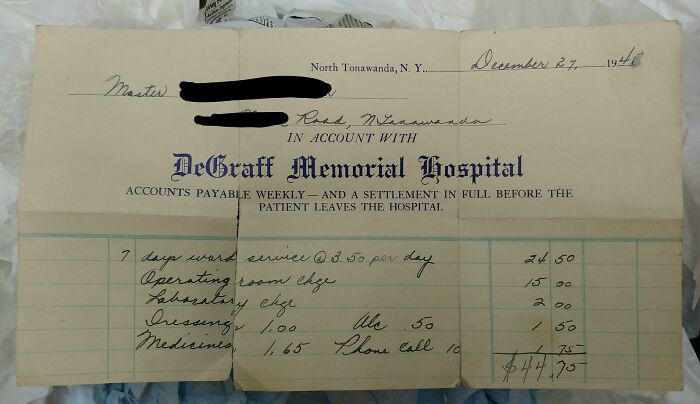 North Tonawanda, N. Y. December 27, 194
Master
Road, N Tonawanda
IN ACCOUNT WITH
DeGraff Memorial Hospital
ACCOUNTS PAYABLE WEEKLY — AND A SETTLEMENT IN FULL BEFORE THE
PATIENT LEAVES THE HOSPITAL
7 days ward service @ 3.50 per day 24 50
Operating room chge 15 00
Laboratory chge 2 00
Dressings 1.00 Alc .50 1 50
Medicines 1.65 Phone Call 10 1 75
$44.75